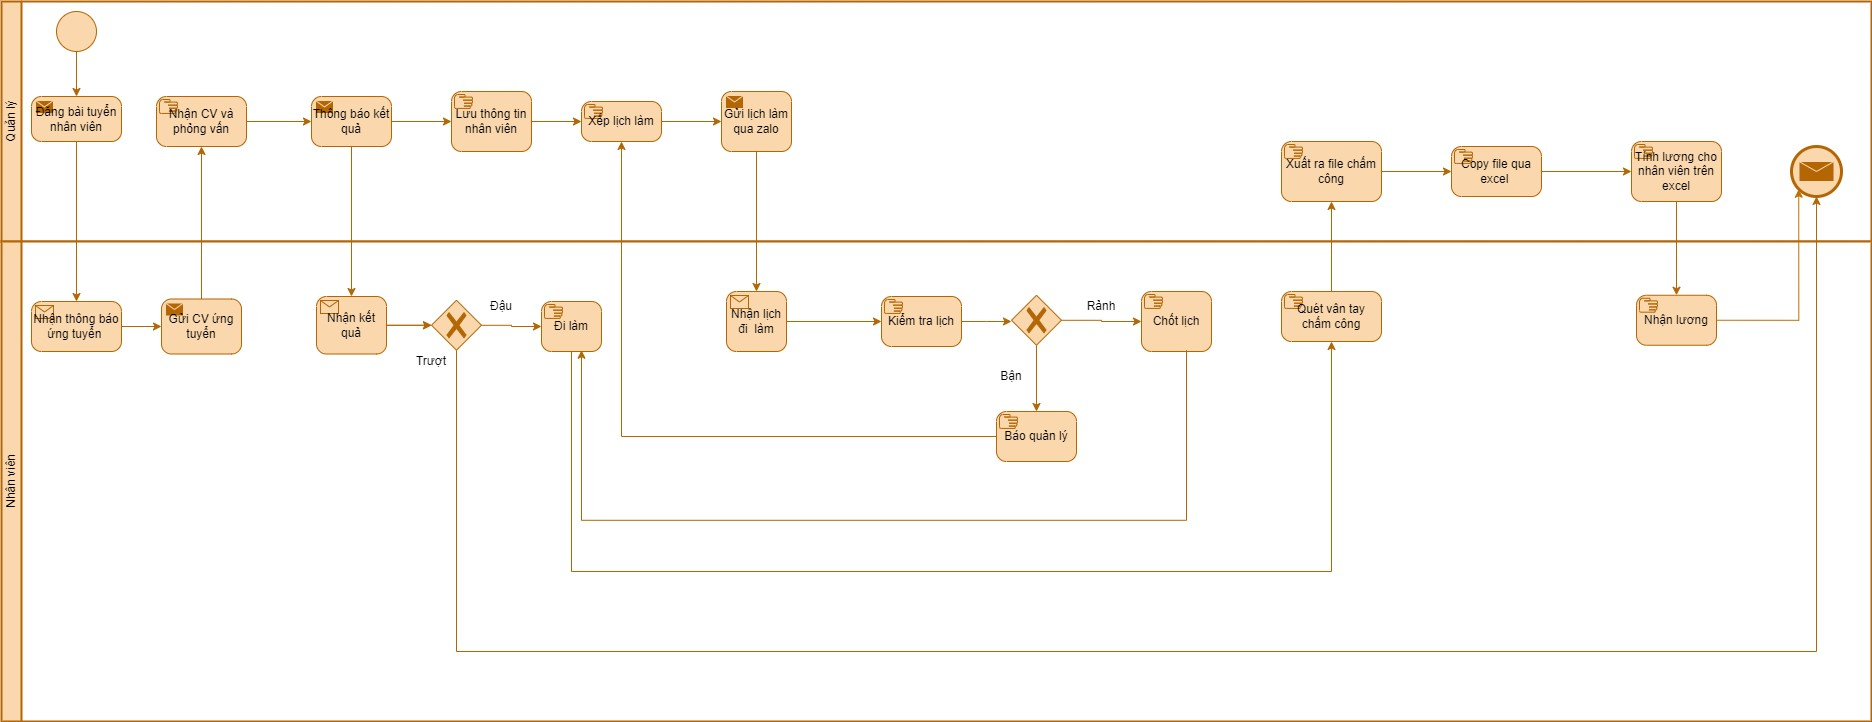 Quản lý
Đăng bài tuyển
nhân viên
Nhận CV và
phỏng vấn
Thông báo kết
quả
Lưu thông tin
nhân viên
Xếp lịch làm
Gửi lịch làm
qua zalo
Xuất ra file chấm
công
Copy file qua
excel
Tính lương cho
nhân viên trên
excel
Nhân viên
Nhận thông báo
ứng tuyển
Gửi CV ứng
tuyển
Nhận kết
quả
Đậu
Trượt
Đi làm
Nhận lịch
đi làm
Kiểm tra lịch
Rảnh
Bận
Chốt lịch
Báo quản lý
Quét vân tay
chấm công
Nhận lương